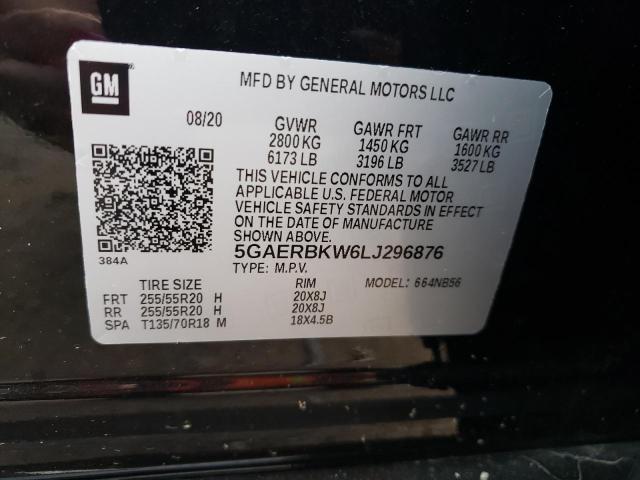 GM
MFD BY GENERAL MOTORS LLC
08/20 GVWR GAWR FRT GAWR RR
2800 KG 1450 KG 1600 KG
6173 LB 3196 LB 3527 LB
THIS VEHICLE CONFORMS TO ALL
APPLICABLE U.S. FEDERAL MOTOR
VEHICLE SAFETY STANDARDS IN EFFECT
ON THE DATE OF MANUFACTURE
SHOWN ABOVE.
384A
5GAERBKW6LJ296876
TYPE: M.P.V. MODEL: 664NB56
TIRE SIZE RIM
FRT 255/55R20 H 20X8J
RR 255/55R20 H 20X8J
SPA T135/70R18 M 18X4.5B